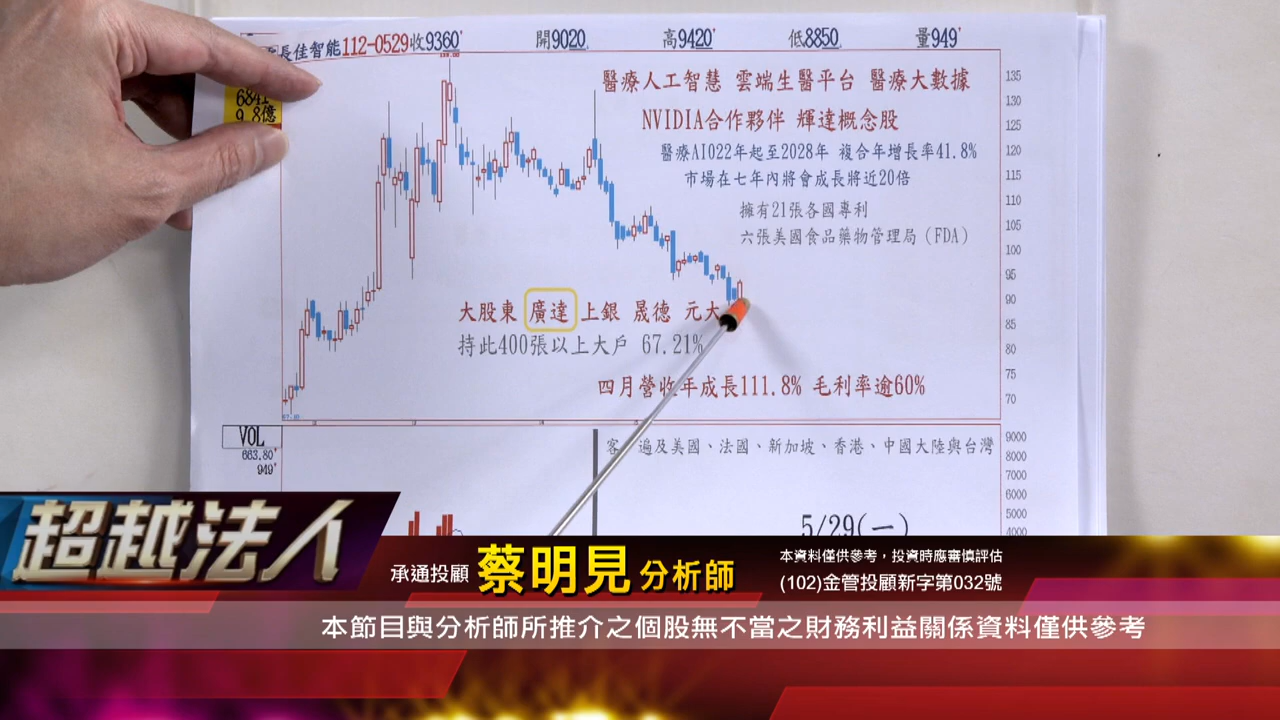 長佳智能112-0529收9360' 開9020 高9420' 低8850 量949'
6841
9.8億
醫療人工智慧 雲端生醫平台 醫療大數據
NVIDIA合作夥伴 輝達概念股
醫療AI022年起至2028年 複合年增長率41.8%
市場在七年內將會成長將近20倍
擁有21張各國專利
六張美國食品藥物管理局(FDA)
大股東 廣達 上銀 晟德 元大
持此400張以上大戶 67.21%
四月營收年成長111.8% 毛利率逾60%
135
130
125
120
115
110
105
100
95
90
85
80
75
70
VOL
663.80'
949'
客 遍及美國、法國、新加坡、香港、中國大陸與台灣
9000
8000
7000
6000
5000
4000
5/29(一)
超越法人
承通投顧 蔡明見 分析師
本資料僅供參考，投資時應審慎評估
(102)金管投顧新字第032號
本節目與分析師所推介之個股無不當之財務利益關係資料僅供參考